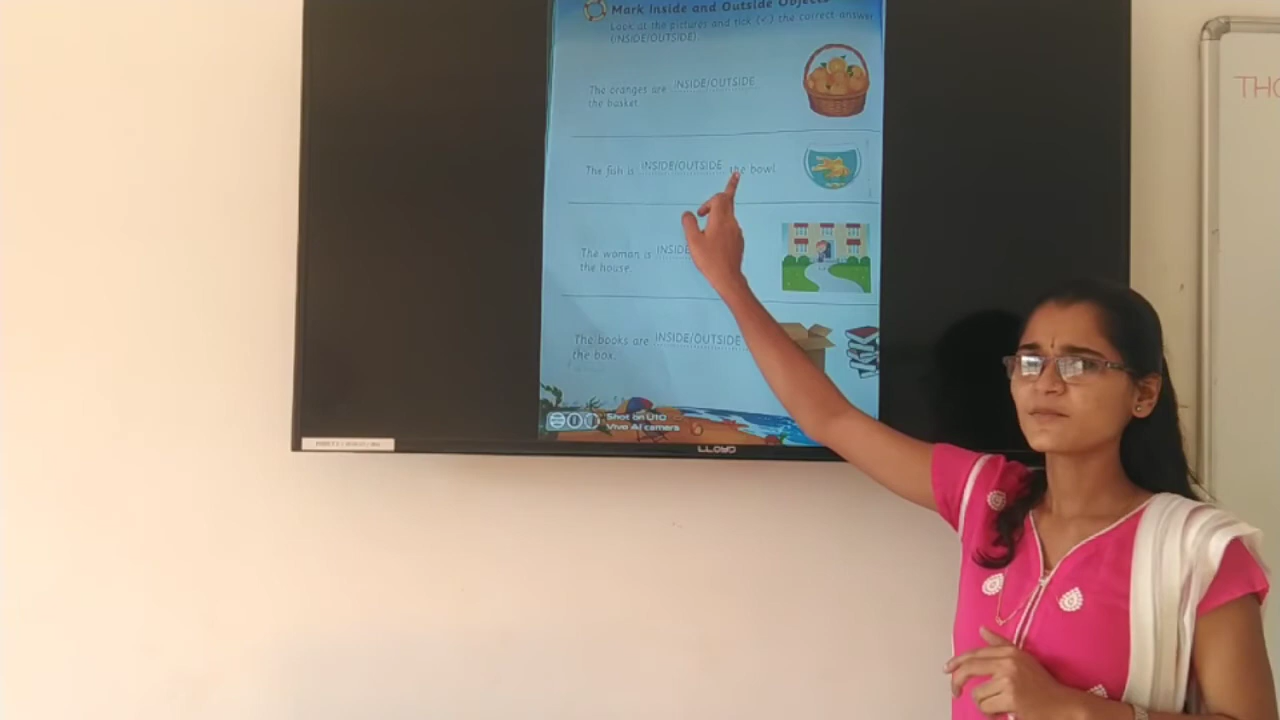 Mark Inside and Outside Objects
Look at the pictures and tick (✓) the correct answer
(INSIDE/OUTSIDE).
The oranges are INSIDE/OUTSIDE
the basket.
The fish is INSIDE/OUTSIDE the bowl.
The woman is INSIDE
the house.
The books are INSIDE/OUTSIDE
the box.
Shot on U10
Vivo AI camera
LLOYD
THO